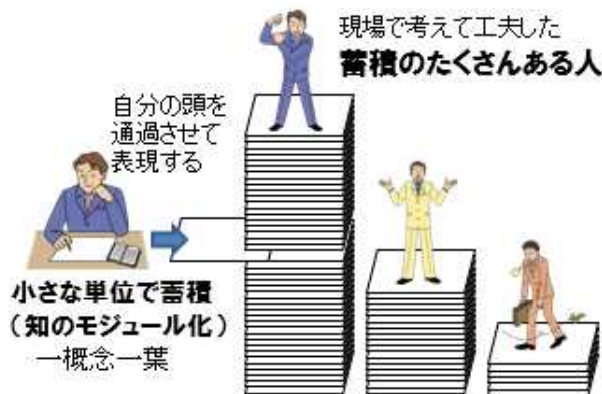 現場で考えて工夫した
蓄積のたくさんある人
自分の頭を
通過させて
表現する
小さな単位で蓄積
（知のモジュール化）
一概念一葉